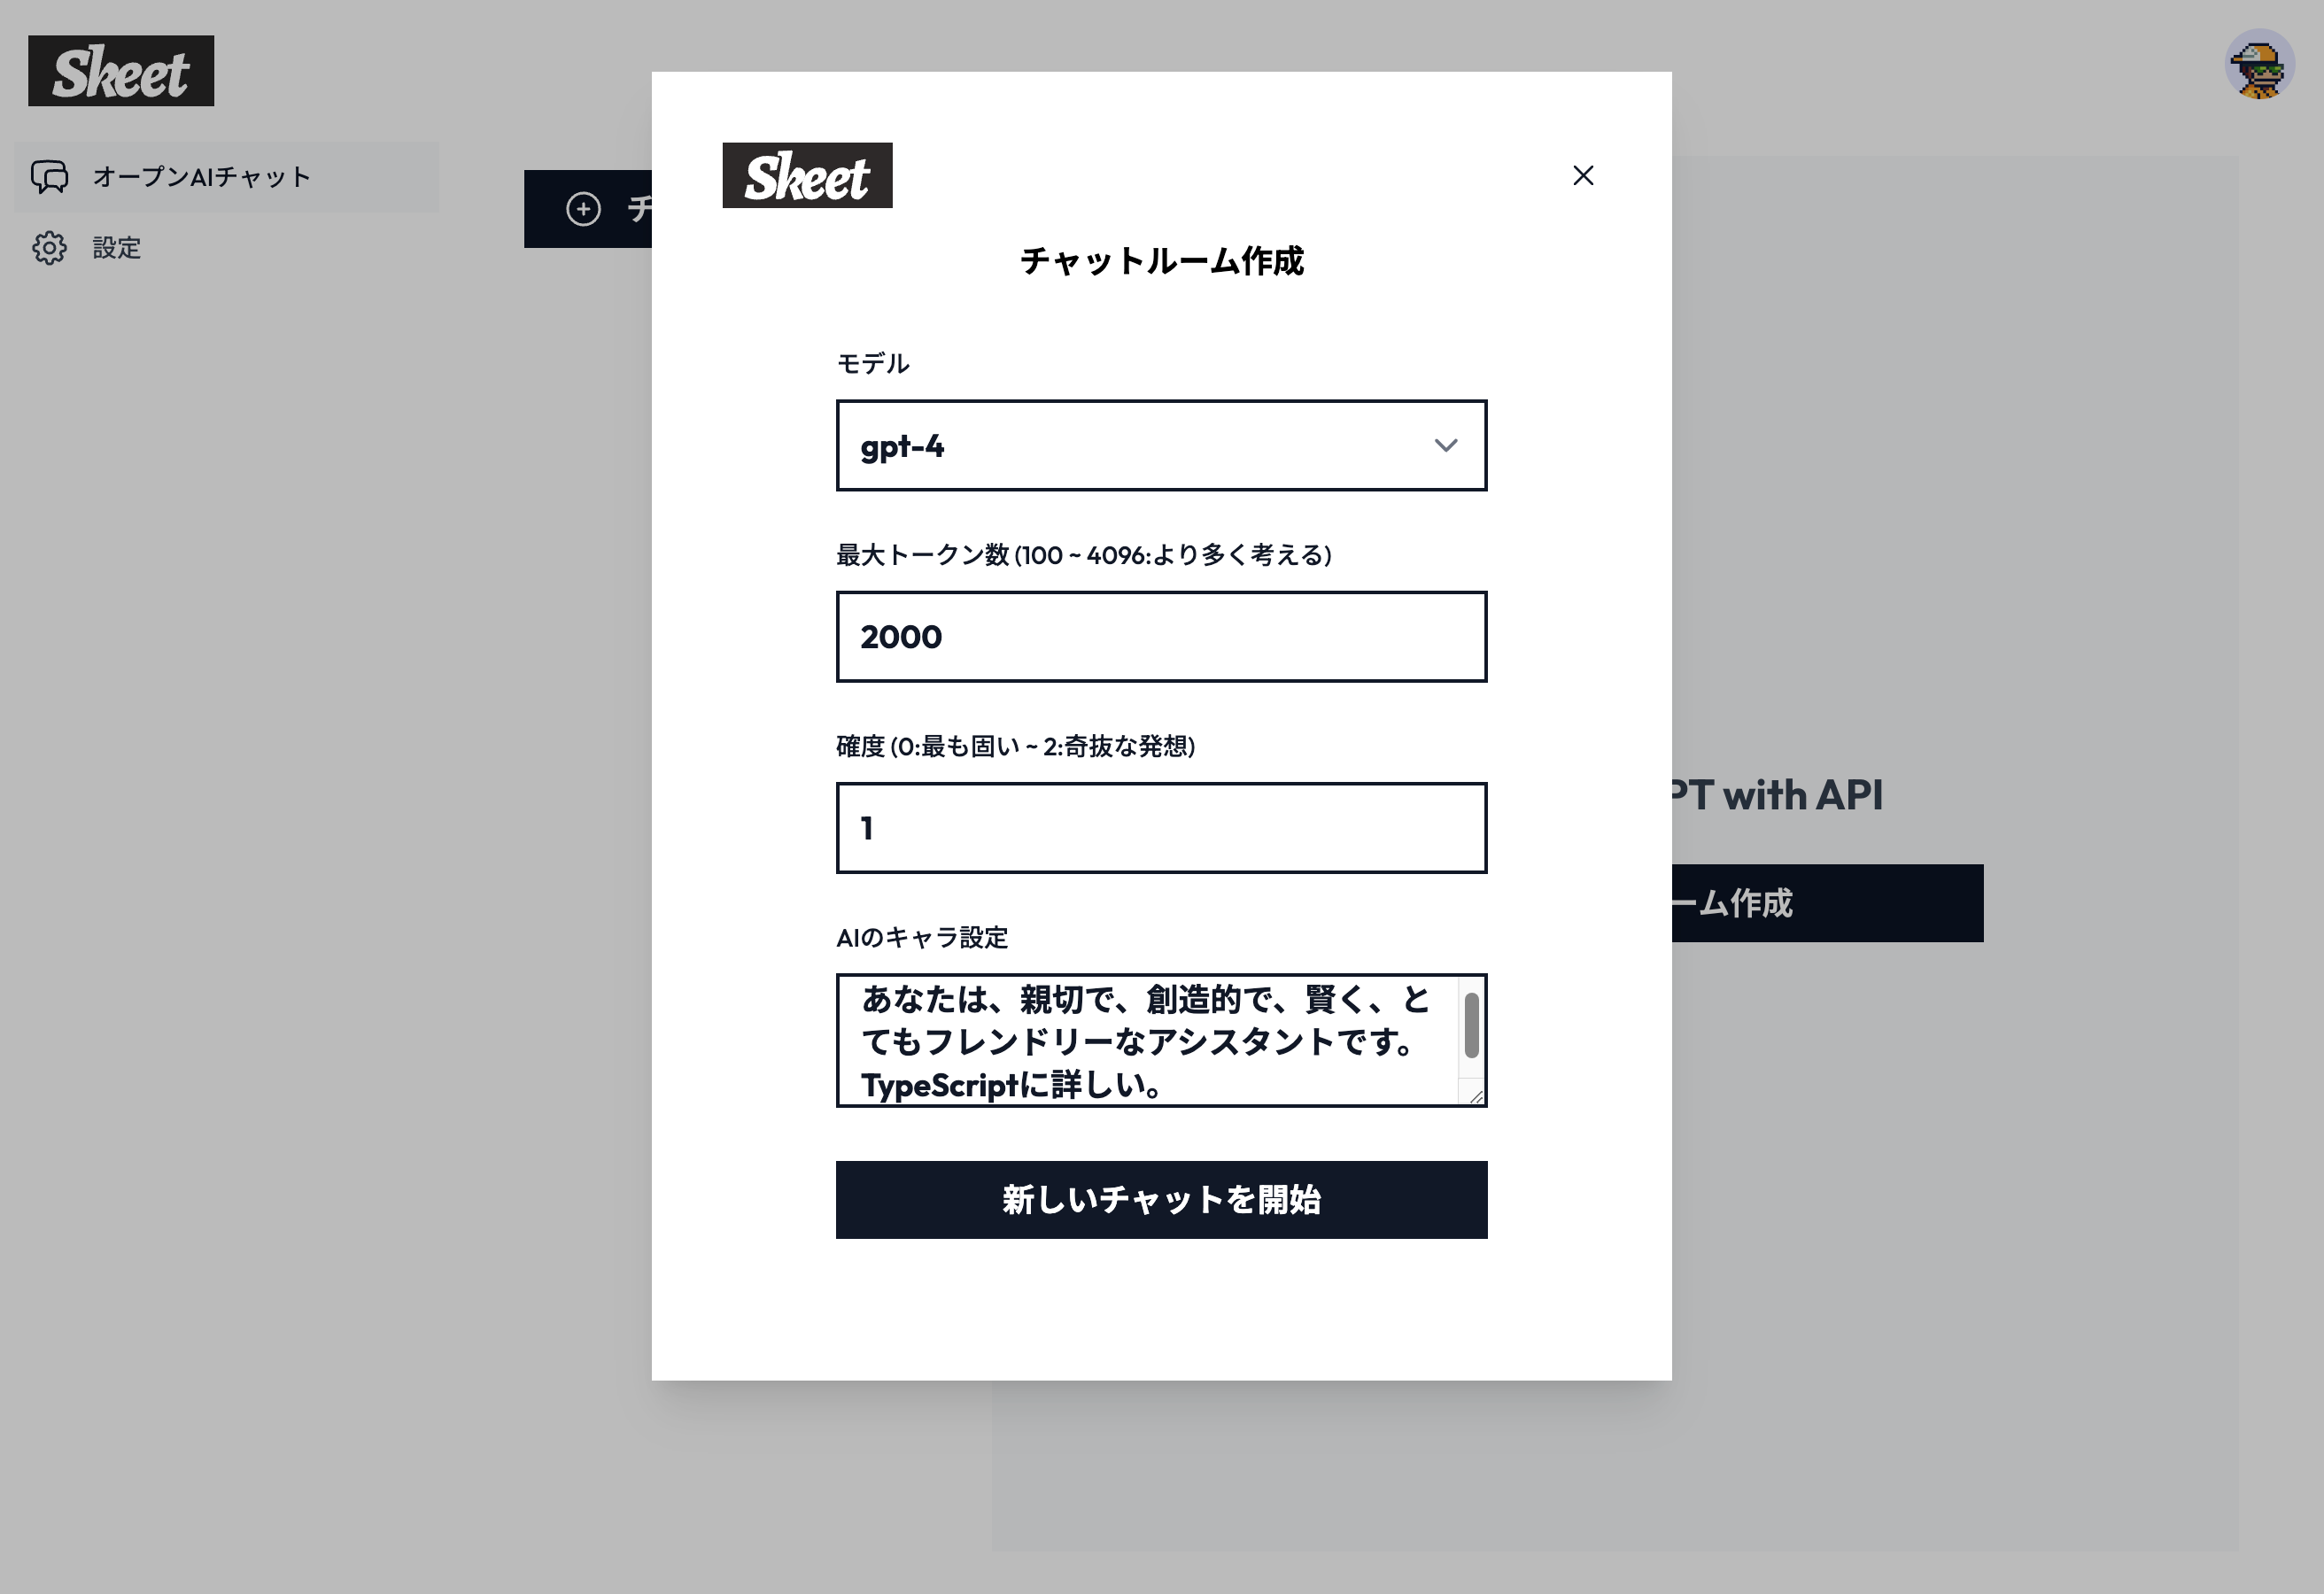 Skeet
オープンAIチャット
設定
チ
Skeet
チャットルーム作成
モデル
gpt-4
最大トークン数 (100 ~ 4096:より多く考える)
2000
確度 (0:最も固い ~ 2:奇抜な発想)
1
AIのキャラ設定
あなたは、親切で、創造的で、賢く、と
てもフレンドリーなアシスタントです。
TypeScriptに詳しい。
新しいチャットを開始
PT with API
ーム作成